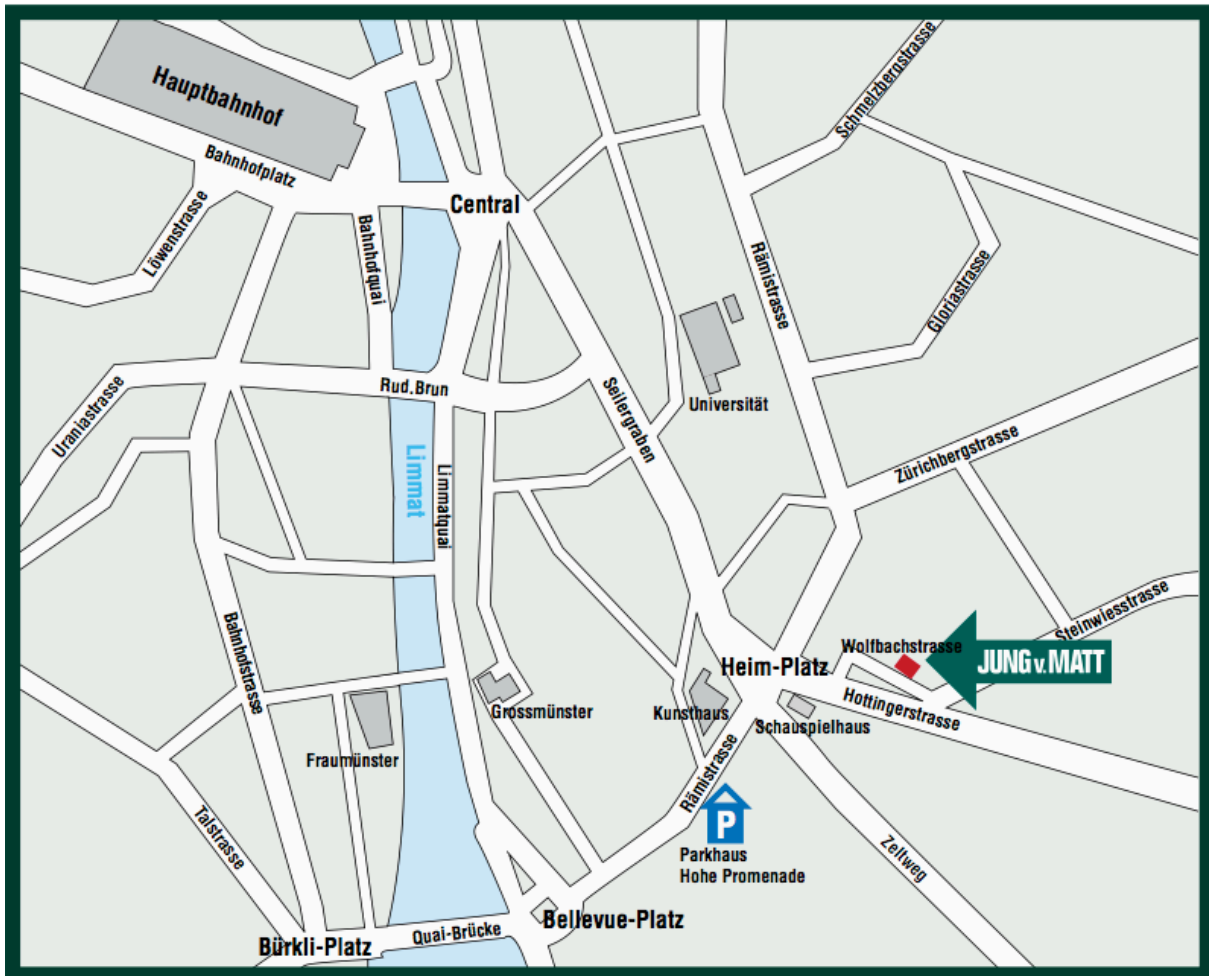 Hauptbahnhof
Schmelzbergstrasse
Bahnhofplatz
Central
Löwenstrasse
Bahnhofquai
Rämistrasse
Gloriastrasse
Uraniastrasse
Rud.Brun
Seilergraben
Universität
Limmat
Limmatquai
Zürichbergstrasse
Bahnhofstrasse
Steinwiesstrasse
Wolfbachstrasse
JUNG v. MATT
Heim-Platz
Grossmünster
Kunsthaus
Hottingerstrasse
Schauspielhaus
Fraumünster
Rämistrasse
Talstrasse
P
Parkhaus
Hohe Promenade
Zeltweg
Bellevue-Platz
Quai-Brücke
Bürkli-Platz